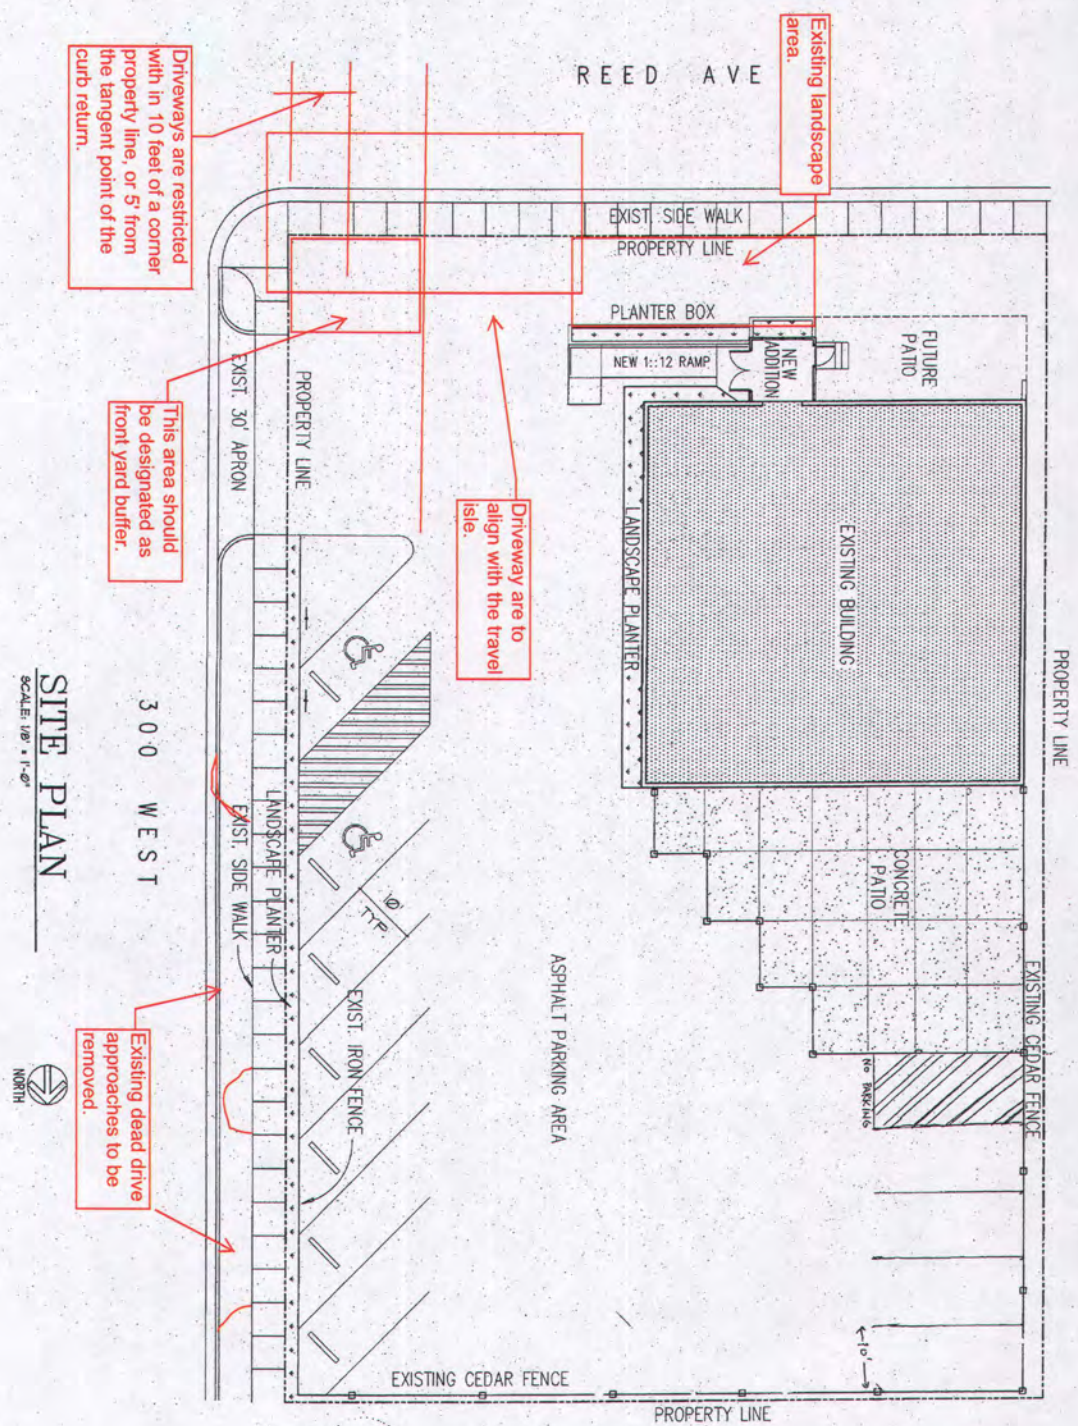 REED AVE
Existing landscape
area.
Driveways are restricted
with in 10 feet of a corner
property line, or 5' from
the tangent point of the
curb return.
EXIST. SIDE WALK
PROPERTY LINE
PLANTER BOX
NEW 1::12 RAMP
NEW
ADDITION
FUTURE
PATIO
EXIST. 30' APRON
PROPERTY LINE
This area should
be designated as
front yard buffer.
Driveway are to
align with the travel
isle.
LANDSCAPE PLANTER
EXISTING BUILDING
PROPERTY LINE
CONCRETE
PATIO
EXISTING CEDAR FENCE
No PARKING
10
TYP.
ASPHALT PARKING AREA
EXIST. IRON FENCE
LANDSCAPE PLANTER
EXIST. SIDE WALK
300 WEST
Existing dead drive
approaches to be
removed.
10'
EXISTING CEDAR FENCE
PROPERTY LINE
SITE PLAN
SCALE: 1/8" = 1'-0"
NORTH